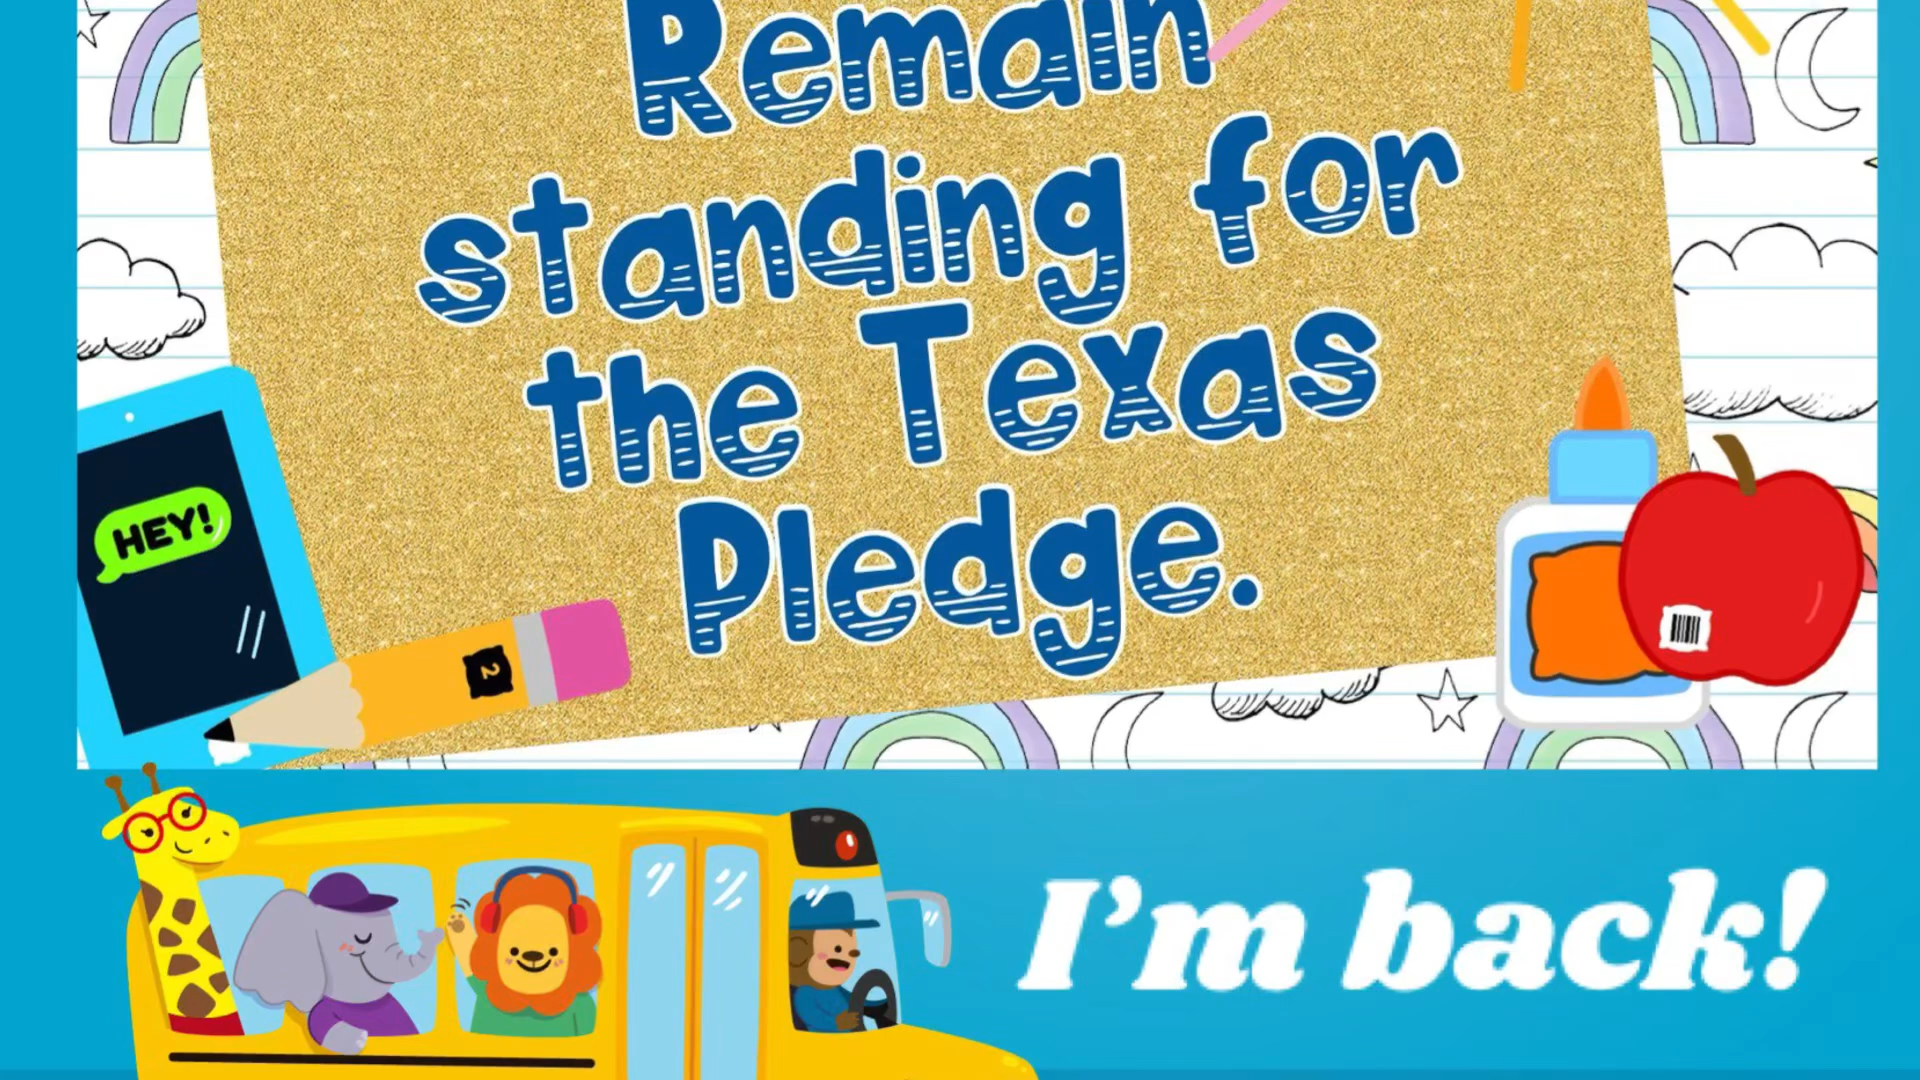 Remain
standing for
the Texas
Pledge.
HEY!
2
I'm back!